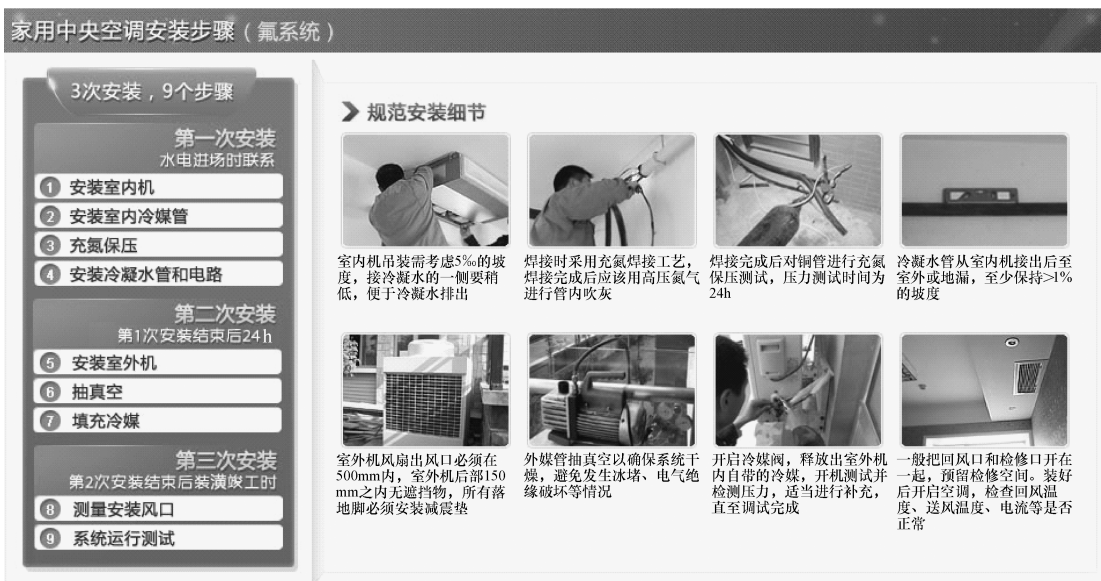 家用中央空调安装步骤（氟系统）
3次安装，9个步骤
第一次安装
水电进场时联系
1 安装室内机
2 安装室内冷媒管
3 充氮保压
4 安装冷凝水管和电路
第二次安装
第1次安装结束后24h
5 安装室外机
6 抽真空
7 填充冷媒
第三次安装
第2次安装结束后装潢竣工时
8 测量安装风口
9 系统运行测试
规范安装细节
室内机吊装需考虑5‰的坡
度，接冷凝水的一侧要稍
低，便于冷凝水排出
焊接时采用充氮焊接工艺，
焊接完成后应该用高压氮气
进行管内吹灰
焊接完成后对铜管进行充氮
保压测试，压力测试时间为
24h
冷凝水管从室内机接出后至
室外或地漏，至少保持≥1%
的坡度
室外机风扇出风口必须在
500mm内，室外机后部150
mm之内无遮挡物，所有落
地脚必须安装减震垫
外媒管抽真空以确保系统干
燥，避免发生冰堵、电气绝
缘破坏等情况
开启冷媒阀，释放出室外机
内自带的冷媒，开机测试并
检测压力，适当进行补充，
直至调试完成
一般把回风口和检修口开在
一起，预留检修空间。装好
后开启空调，检查回风温
度、送风温度、电流等是否
正常